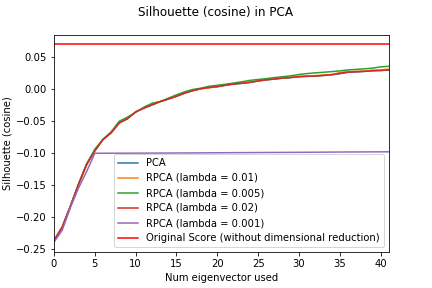 Silhouette (cosine) in PCA
Silhouette (cosine)
0.05
0.00
−0.05
−0.10
−0.15
−0.20
−0.25
PCA
RPCA (lambda = 0.01)
RPCA (lambda = 0.005)
RPCA (lambda = 0.02)
RPCA (lambda = 0.001)
Original Score (without dimensional reduction)
0 5 10 15 20 25 30 35 40
Num eigenvector used